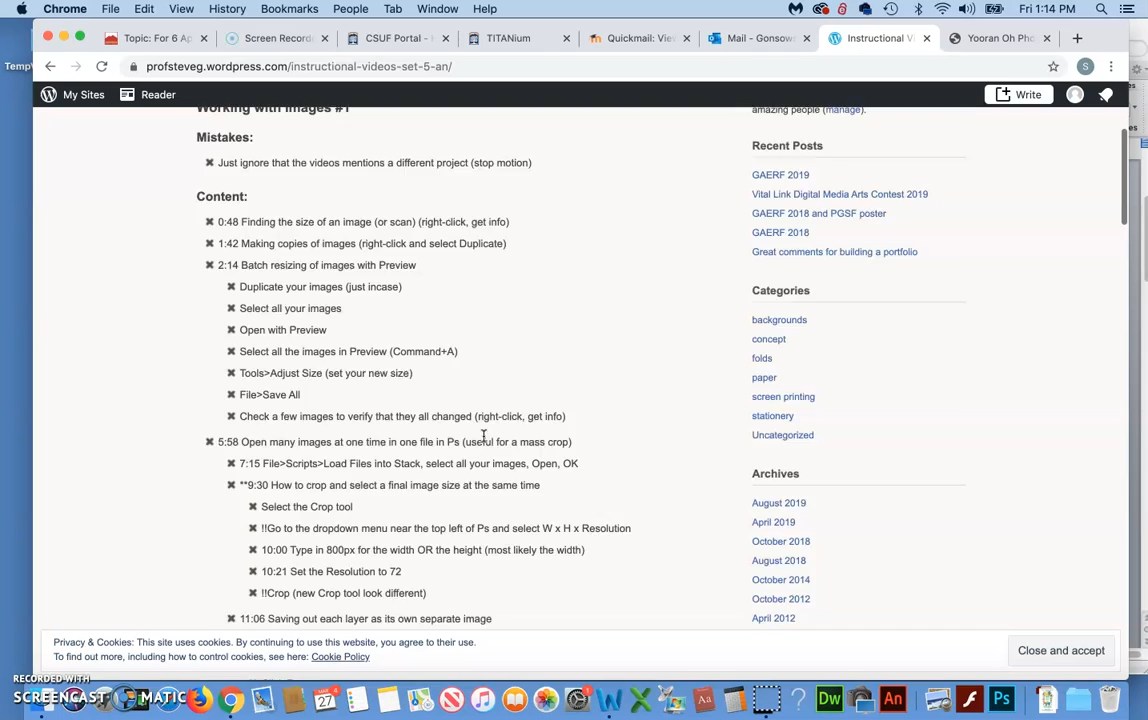 Chrome File Edit View History Bookmarks People Tab Window Help Fri 1:14 PM
Topic: For 6 Ap Screen Record CSUF Portal - TITANium Quickmail: Vie Mail - Gonsow Instructional V Yooran Oh Pho
TempV
profsteveg.wordpress.com/instructional-videos-set-5-an/ S
My Sites Reader Write
Working with images #1
Mistakes:
Just ignore that the videos mentions a different project (stop motion)
Content:
0:48 Finding the size of an image (or scan) (right-click, get info)
1:42 Making copies of images (right-click and select Duplicate)
2:14 Batch resizing of images with Preview
Duplicate your images (just incase)
Select all your images
Open with Preview
Select all the images in Preview (Command+A)
Tools>Adjust Size (set your new size)
File>Save All
Check a few images to verify that they all changed (right-click, get info)
5:58 Open many images at one time in one file in Ps (useful for a mass crop)
7:15 File>Scripts>Load Files into Stack, select all your images, Open, OK
**9:30 How to crop and select a final image size at the same time
Select the Crop tool
!!Go to the dropdown menu near the top left of Ps and select W x H x Resolution
10:00 Type in 800px for the width OR the height (most likely the width)
10:21 Set the Resolution to 72
!!Crop (new Crop tool look different)
11:06 Saving out each layer as its own separate image
amazing people (manage).
Recent Posts
GAERF 2019
Vital Link Digital Media Arts Contest 2019
GAERF 2018 and PGSF poster
GAERF 2018
Great comments for building a portfolio
Categories
backgrounds
concept
folds
paper
screen printing
stationery
Uncategorized
Archives
August 2019
April 2019
October 2018
August 2018
October 2014
October 2012
April 2012
Privacy & Cookies: This site uses cookies. By continuing to use this website, you agree to their use.
To find out more, including how to control cookies, see here: Cookie Policy
Close and accept
RECORDED WITH
SCREENCAST MATIC
MAR 27 Aa Dw An Ps